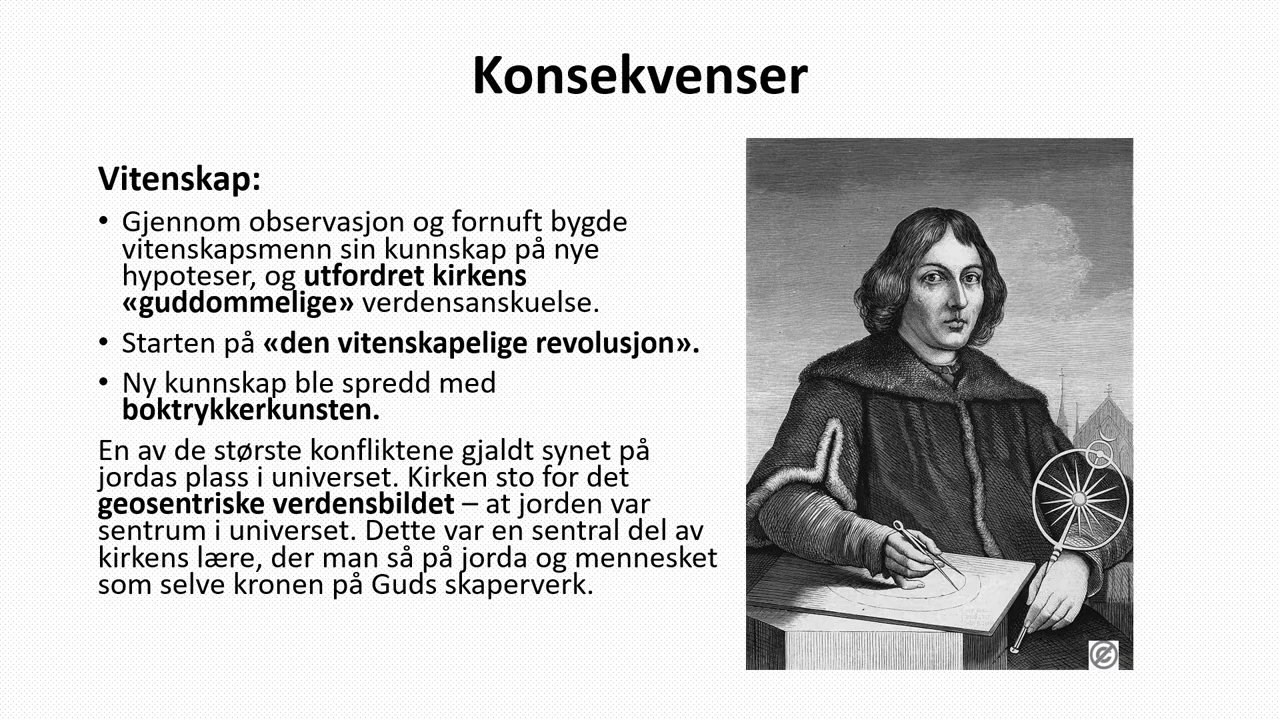 Konsekvenser
Vitenskap:
• Gjennom observasjon og fornuft bygde
vitenskapsmenn sin kunnskap på nye
hypoteser, og utfordret kirkens
«guddommelige» verdensanskuelse.
• Starten på «den vitenskapelige revolusjon».
• Ny kunnskap ble spredd med
boktrykkerkunsten.
En av de største konfliktene gjaldt synet på
jordas plass i universet. Kirken sto for det
geosentriske verdensbildet – at jorden var
sentrum i universet. Dette var en sentral del av
kirkens lære, der man så på jorda og mennesket
som selve kronen på Guds skaperverk.